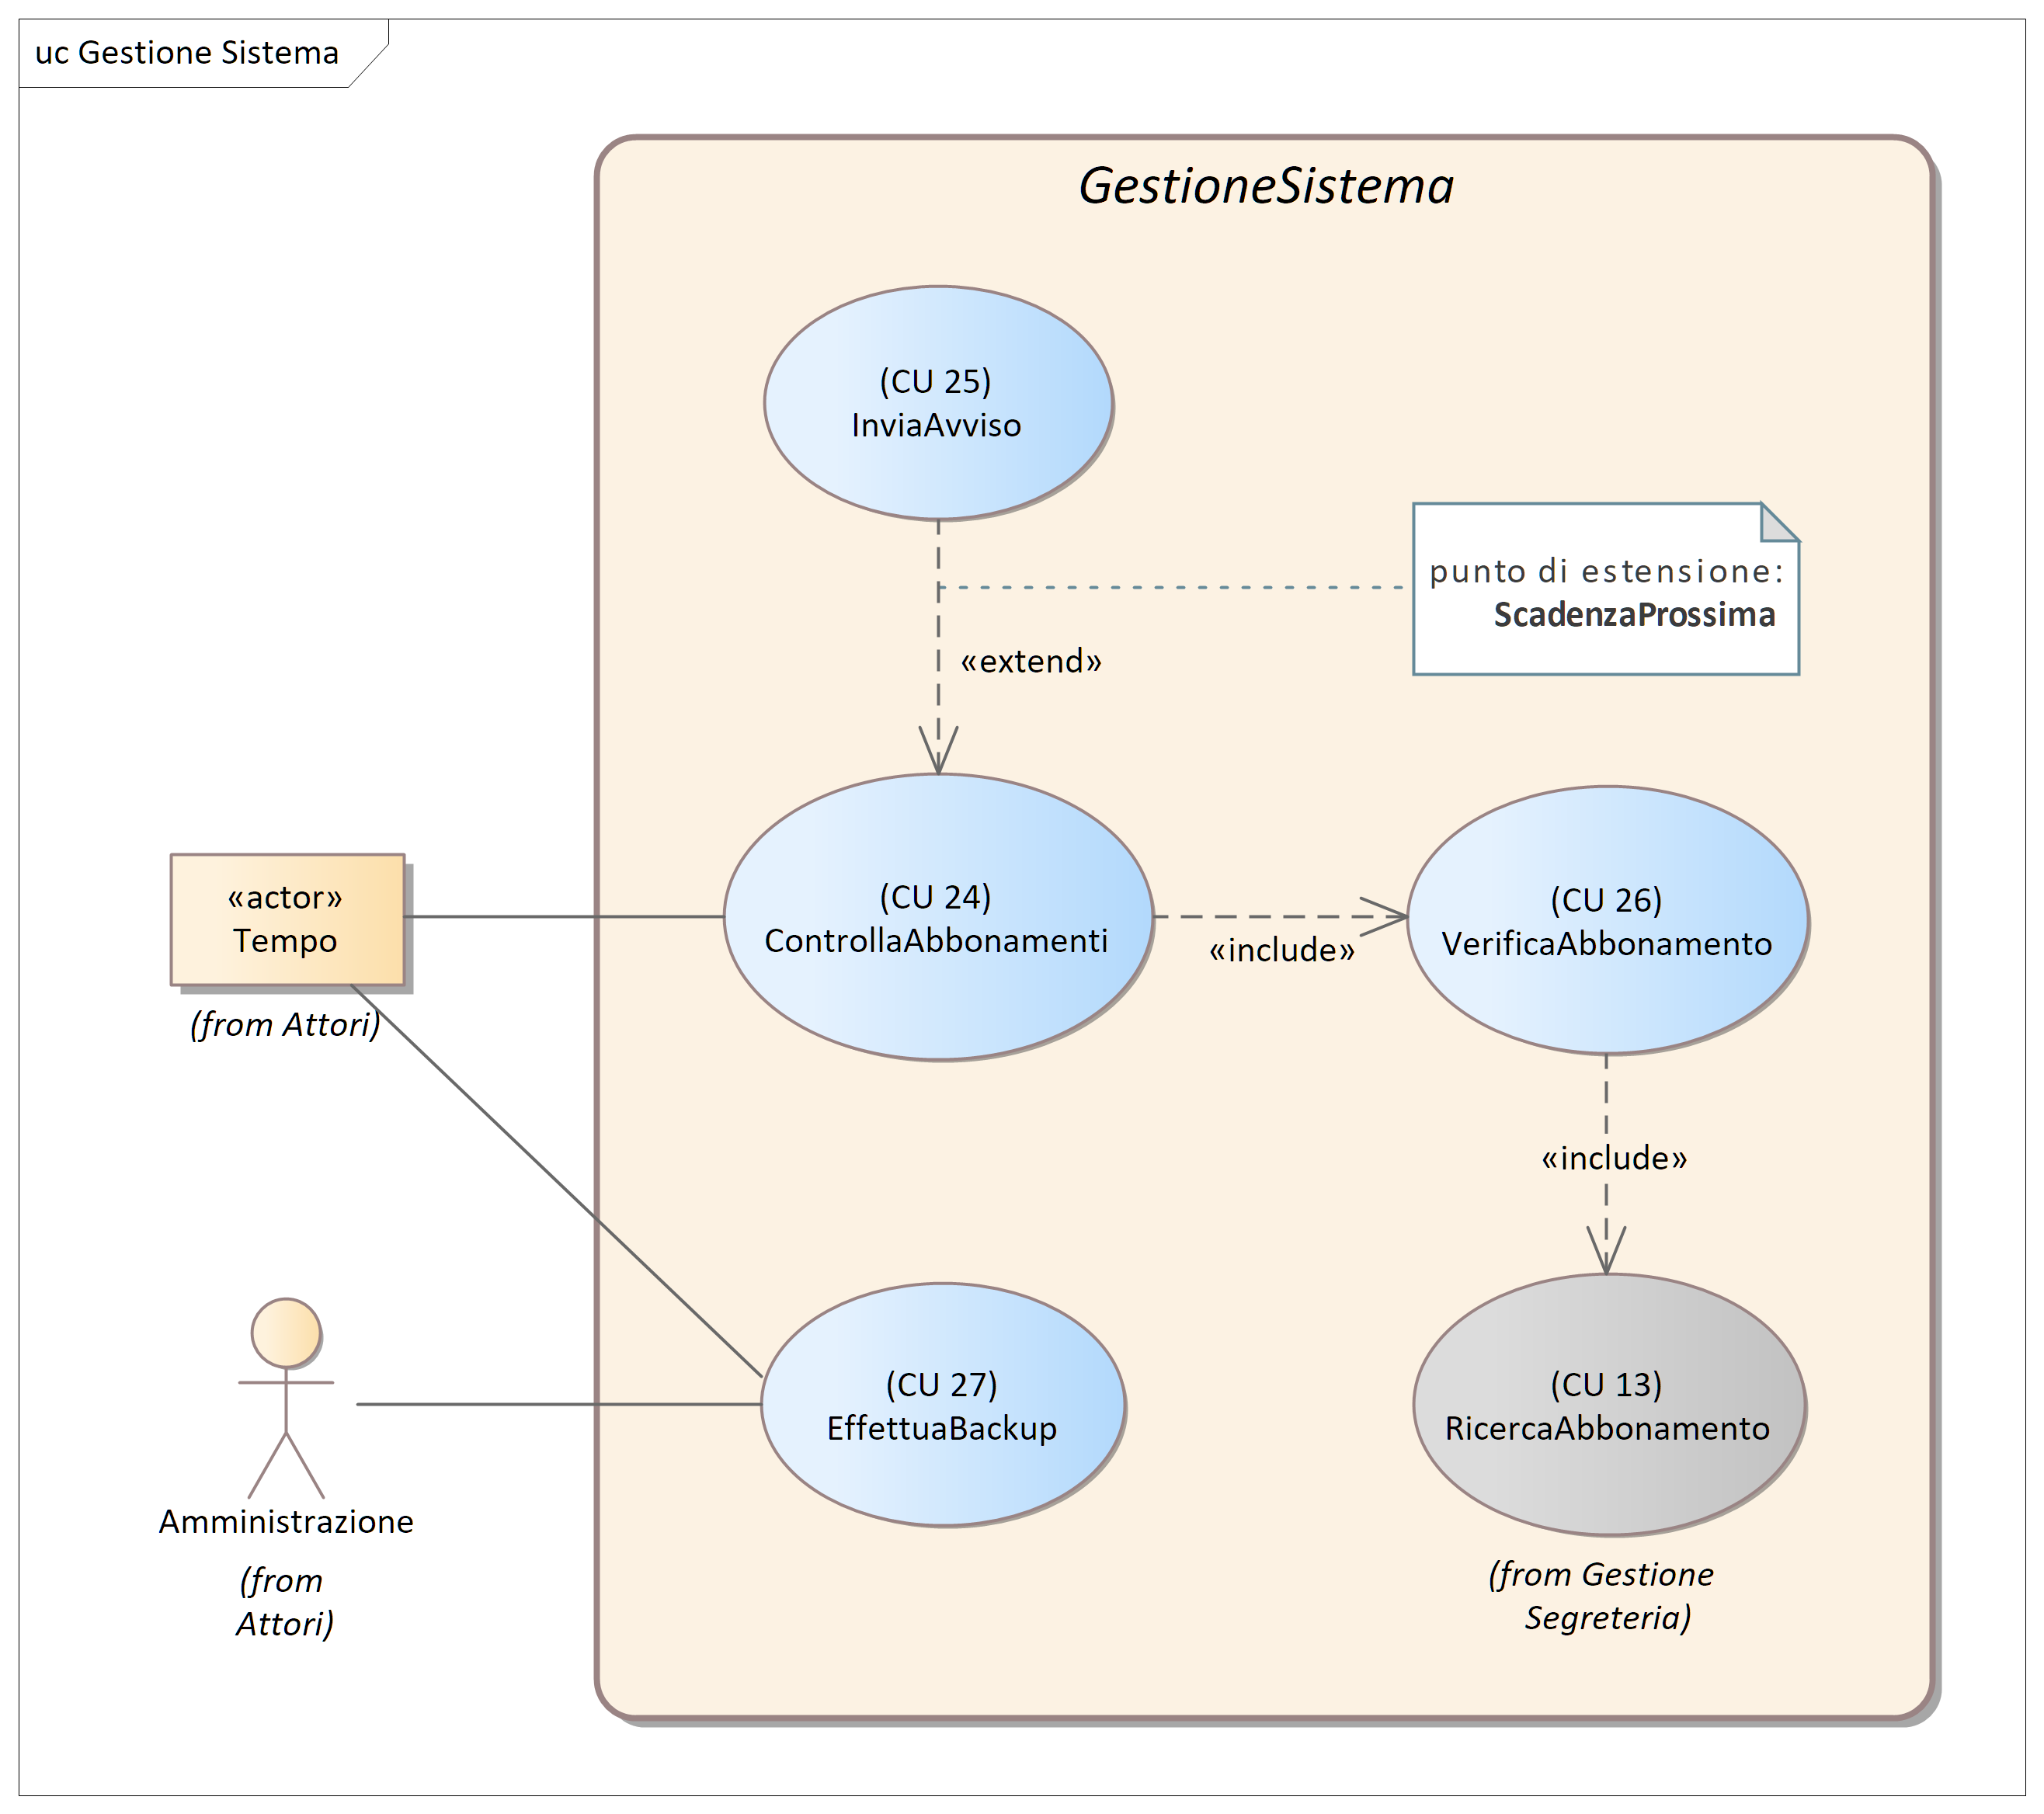 uc Gestione Sistema
GestioneSistema
(CU 25)
InviaAvviso
punto di estensione:
ScadenzaProssima
«extend»
«actor»
Tempo
(from Attori)
(CU 24)
ControllaAbbonamenti
«include»
(CU 26)
VerificaAbbonamento
«include»
Amministrazione
(from
Attori)
(CU 27)
EffettuaBackup
(CU 13)
RicercaAbbonamento
(from Gestione
Segreteria)